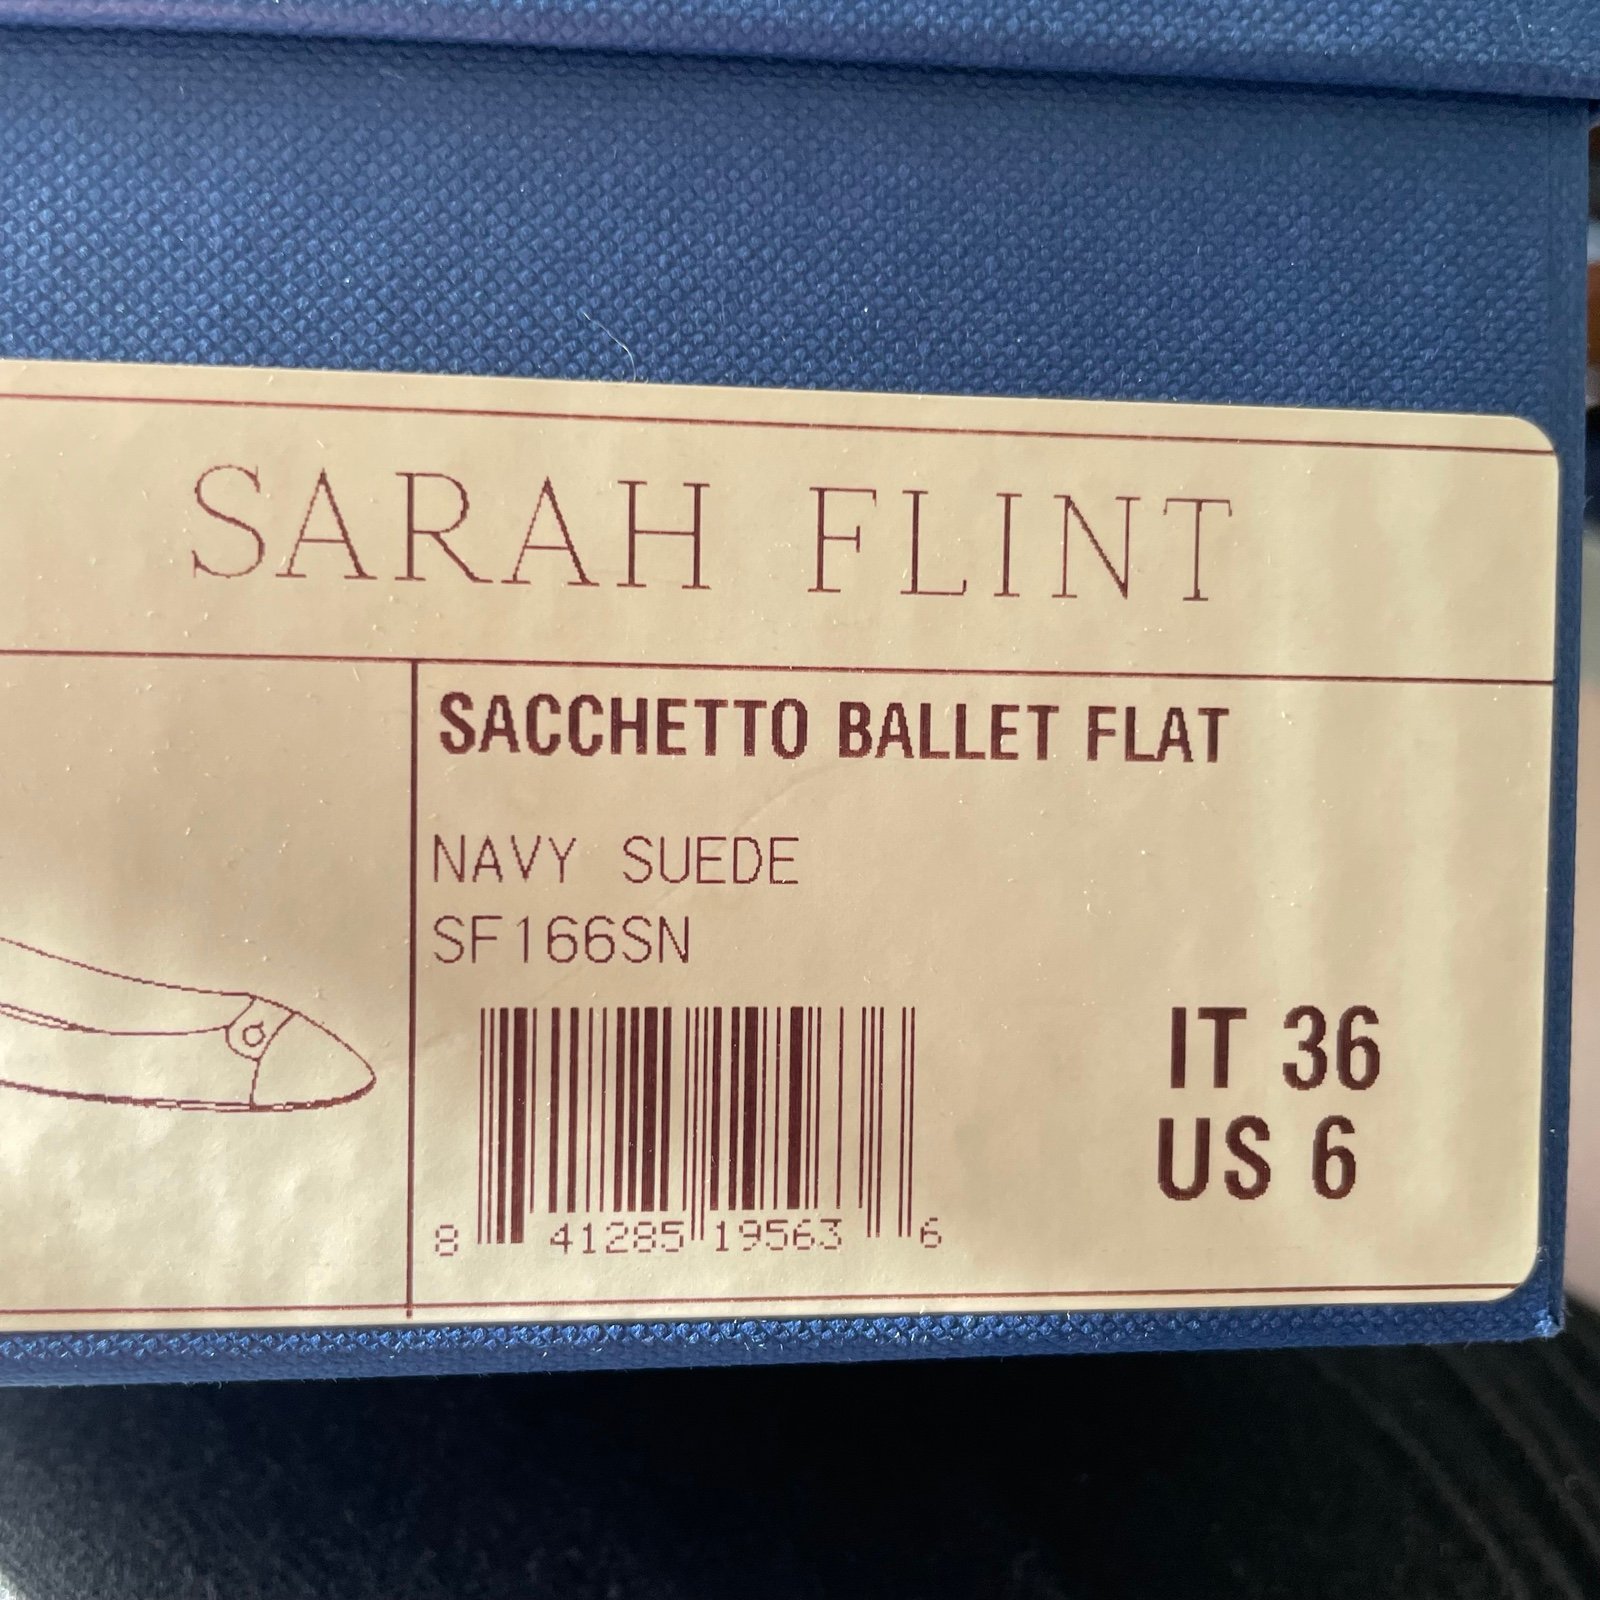 SARAH FLINT
SACCHETTO BALLET FLAT
NAVY SUEDE
SF166SN
IT 36
US 6
8 41285 19563 6